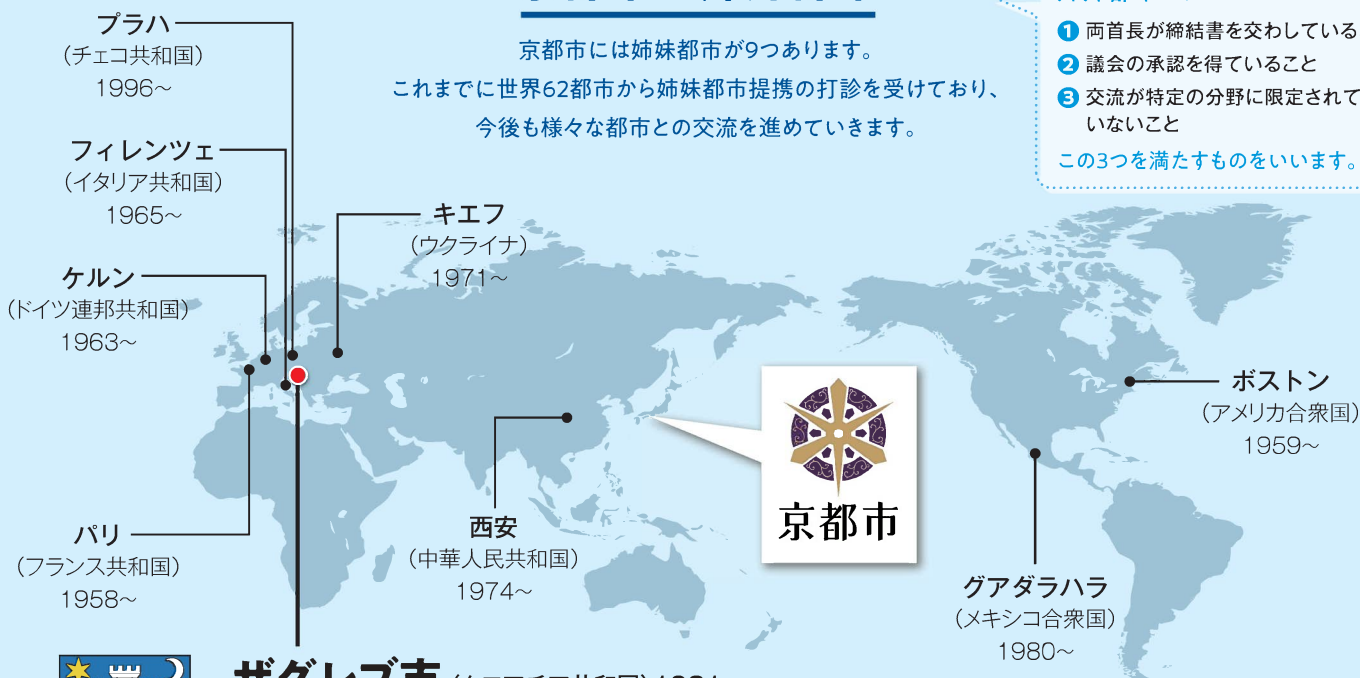 京都市には姉妹都市が9つあります。
これまでに世界62都市から姉妹都市提携の打診を受けており、
今後も様々な都市との交流を進めていきます。
❶ 両首長が締結書を交わしている
❷ 議会の承認を得ていること
❸ 交流が特定の分野に限定されて
いないこと
この3つを満たすものをいいます。
プラハ
（チェコ共和国）
1996〜
フィレンツェ
（イタリア共和国）
1965〜
キエフ
（ウクライナ）
1971〜
ケルン
（ドイツ連邦共和国）
1963〜
ボストン
（アメリカ合衆国）
1959〜
京都市
パリ
（フランス共和国）
1958〜
西安
（中華人民共和国）
1974〜
グアダラハラ
（メキシコ合衆国）
1980〜
ザグレブ市